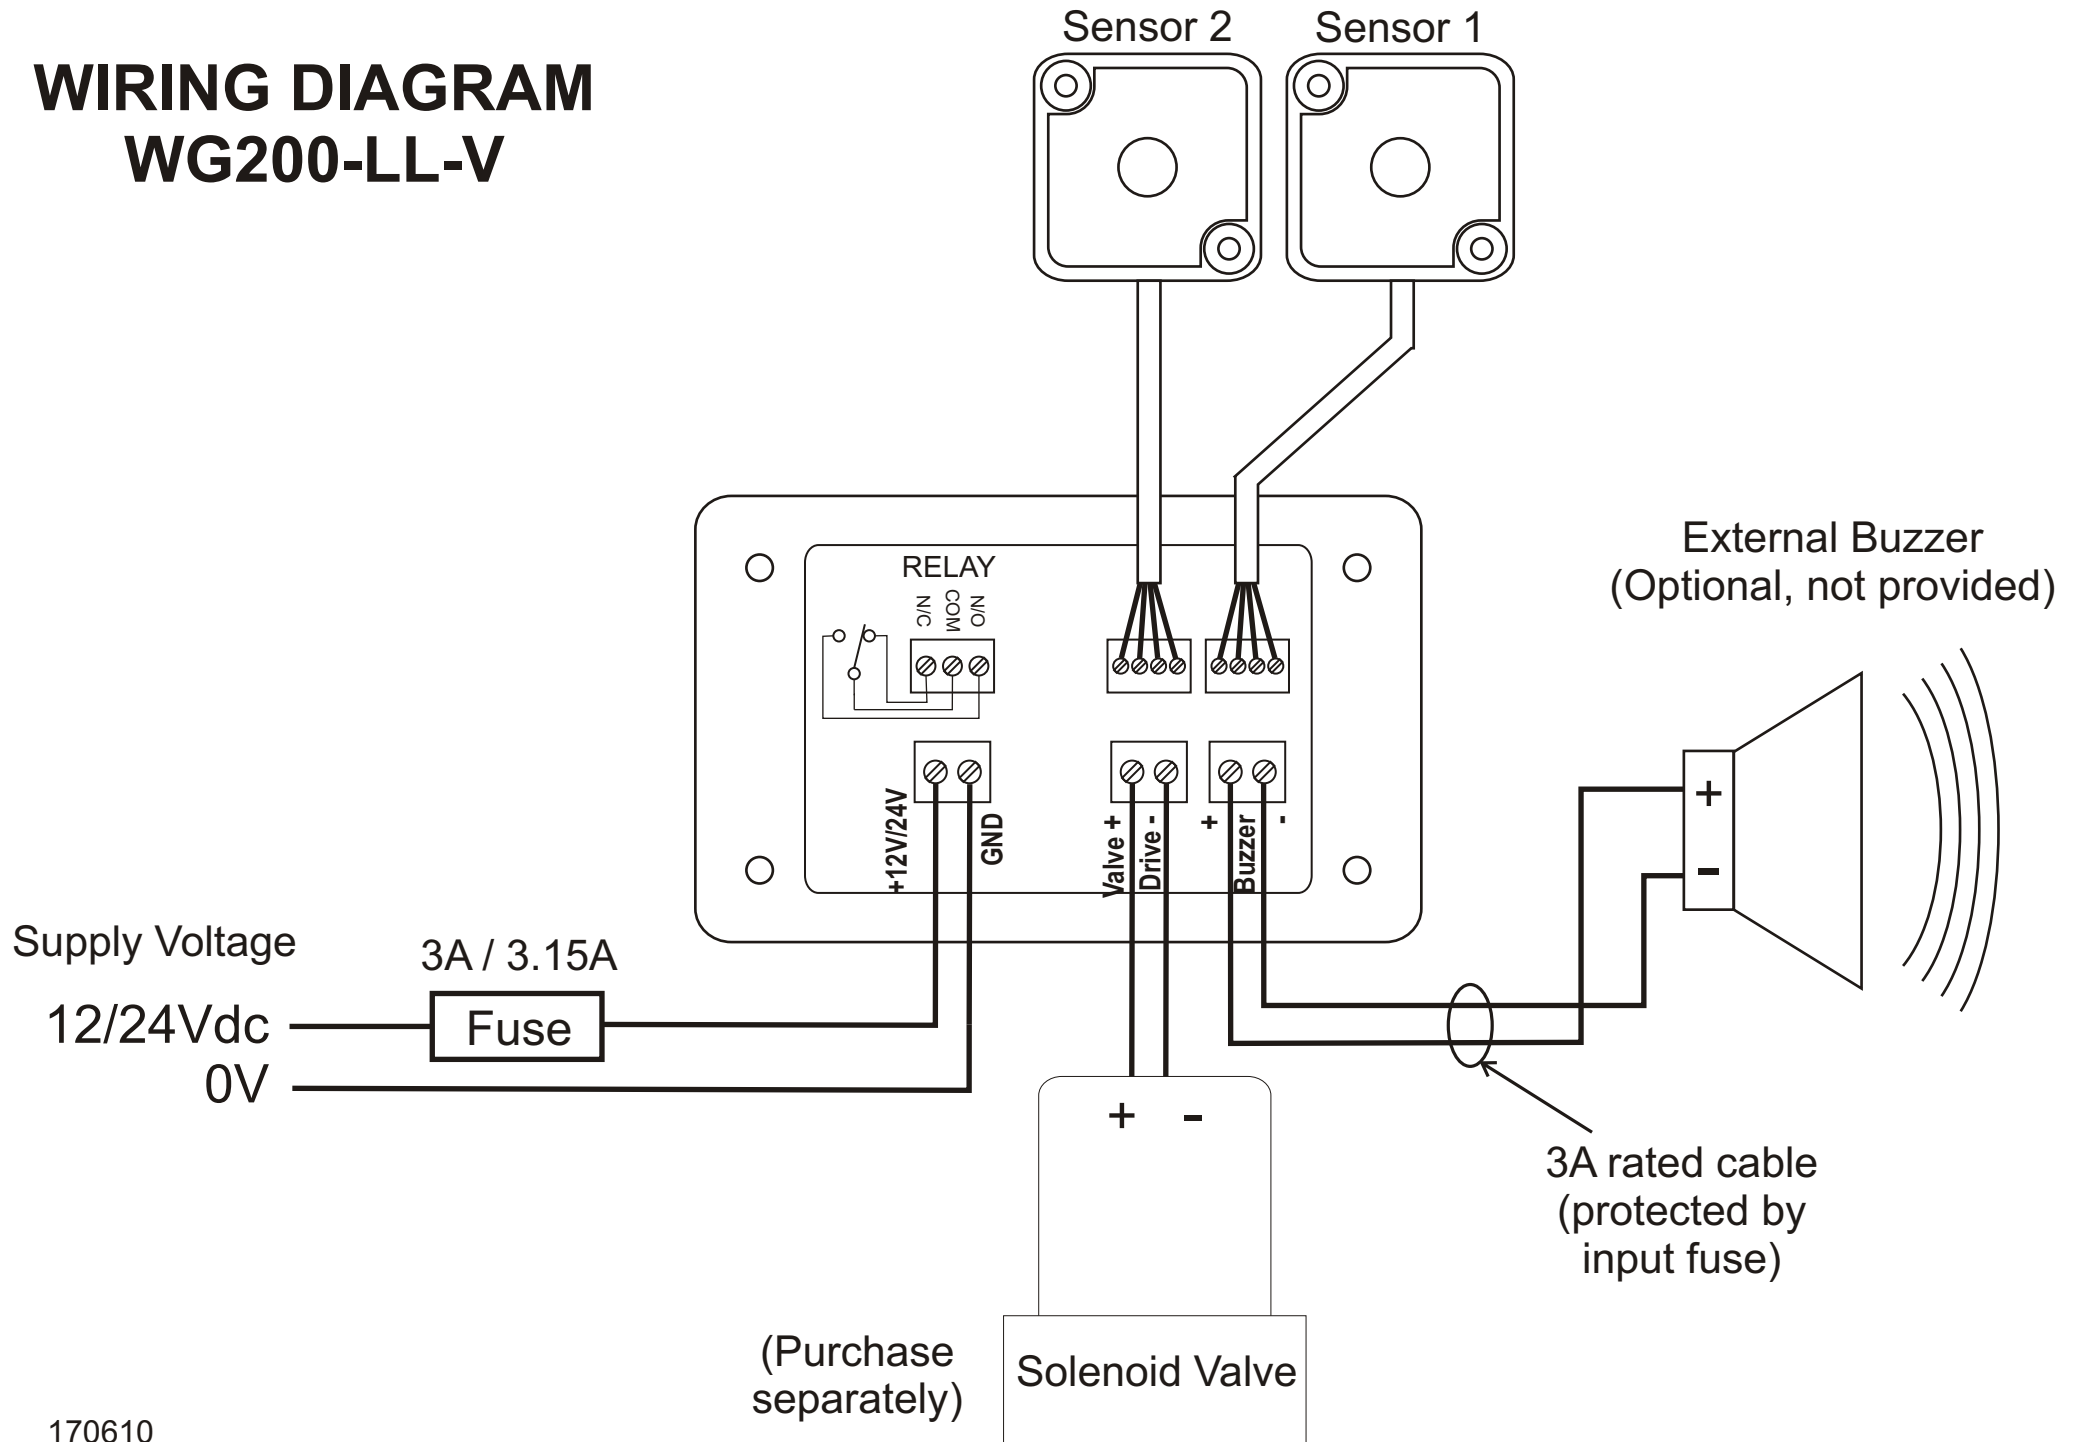 WIRING DIAGRAM
WG200-LL-V
Sensor 2
Sensor 1
RELAY
N/C
COM
N/O
External Buzzer
(Optional, not provided)
+12V/24V
GND
Valve +
Drive -
+
Buzzer
-
+
-
Supply Voltage
3A / 3.15A
12/24Vdc
Fuse
0V
+ -
3A rated cable
(protected by
input fuse)
(Purchase
separately)
Solenoid Valve
170610